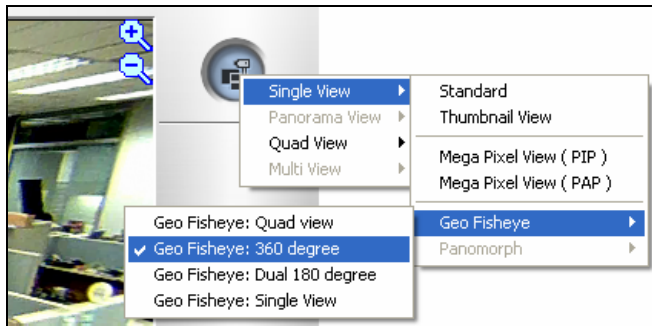 Single View
Panorama View
Quad View
Multi View
Standard
Thumbnail View
Mega Pixel View ( PIP )
Mega Pixel View ( PAP )
Geo Fisheye
Panomorph
Geo Fisheye: Quad view
Geo Fisheye: 360 degree
Geo Fisheye: Dual 180 degree
Geo Fisheye: Single View